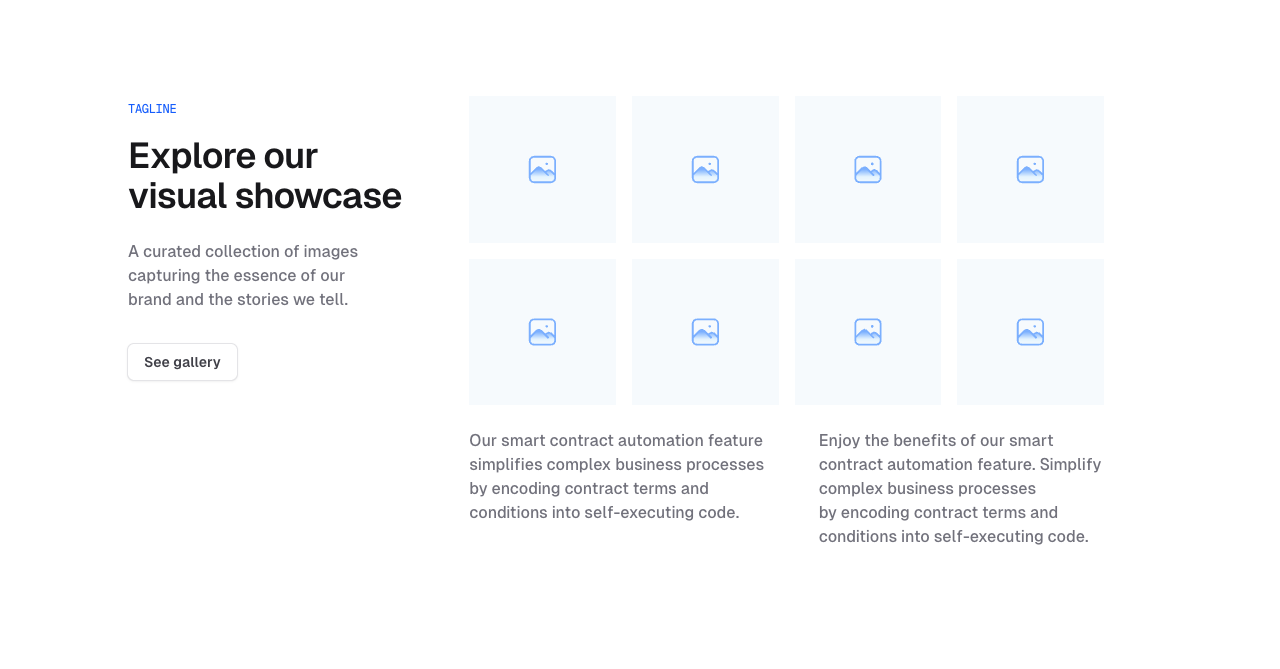 TAGLINE
Explore our
visual showcase
A curated collection of images
capturing the essence of our
brand and the stories we tell.
See gallery
Our smart contract automation feature
simplifies complex business processes
by encoding contract terms and
conditions into self-executing code.
Enjoy the benefits of our smart
contract automation feature. Simplify
complex business processes
by encoding contract terms and
conditions into self-executing code.